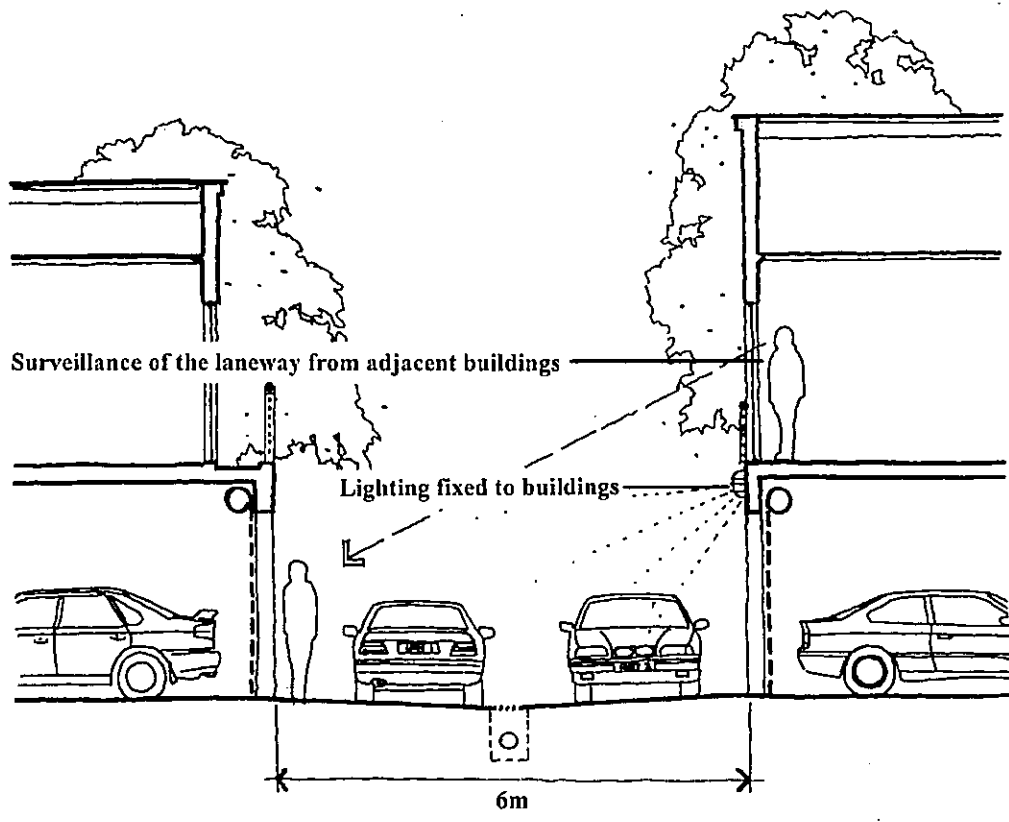 Surveillance of the laneway from adjacent buildings
Lighting fixed to buildings
6m